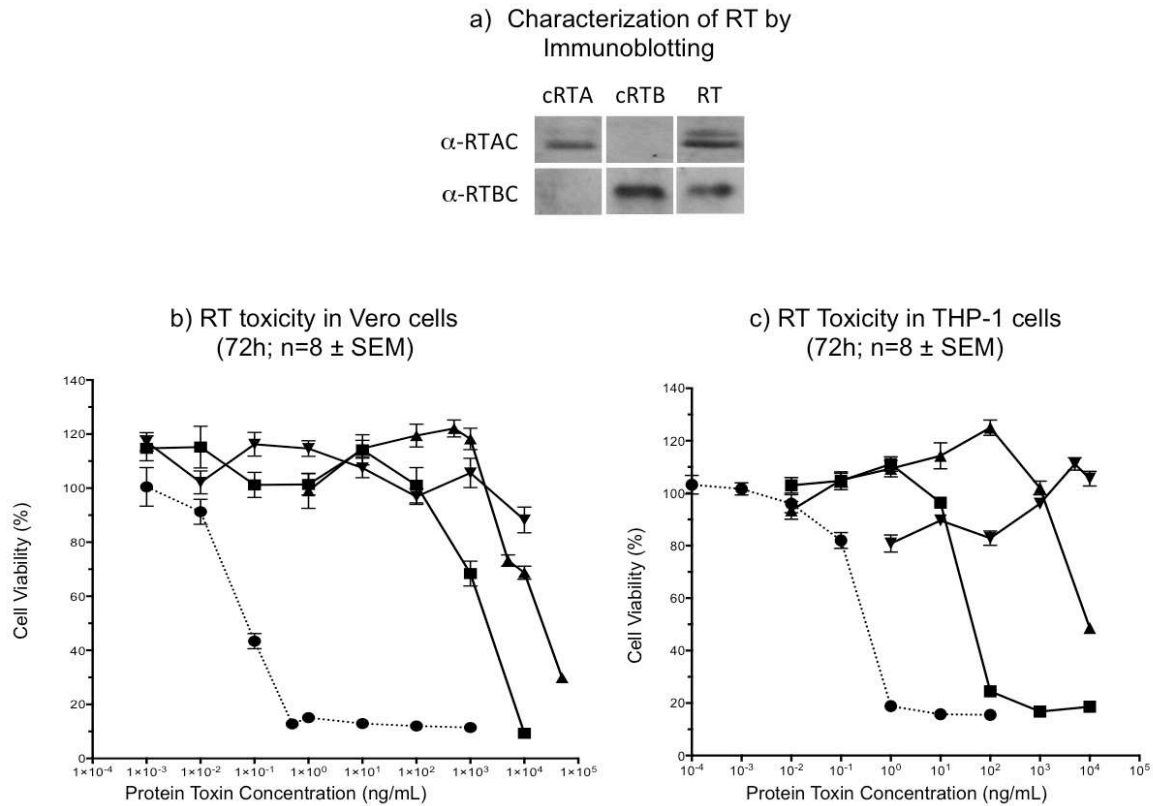 a) Characterization of RT by
Immunoblotting
cRTA cRTB RT
α-RTAC
α-RTBC
b) RT toxicity in Vero cells
(72h; n=8 ± SEM)
140
120
100
80
60
40
20
0
Cell Viability (%)
1×10⁻⁴ 1×10⁻³ 1×10⁻² 1×10⁻¹ 1×10⁰ 1×10¹ 1×10² 1×10³ 1×10⁴ 1×10⁵
Protein Toxin Concentration (ng/mL)
c) RT Toxicity in THP-1 cells
(72h; n=8 ± SEM)
140
120
100
80
60
40
20
0
Cell Viability (%)
10⁻⁴ 10⁻³ 10⁻² 10⁻¹ 10⁰ 10¹ 10² 10³ 10⁴ 10⁵
Protein Toxin Concentration (ng/mL)